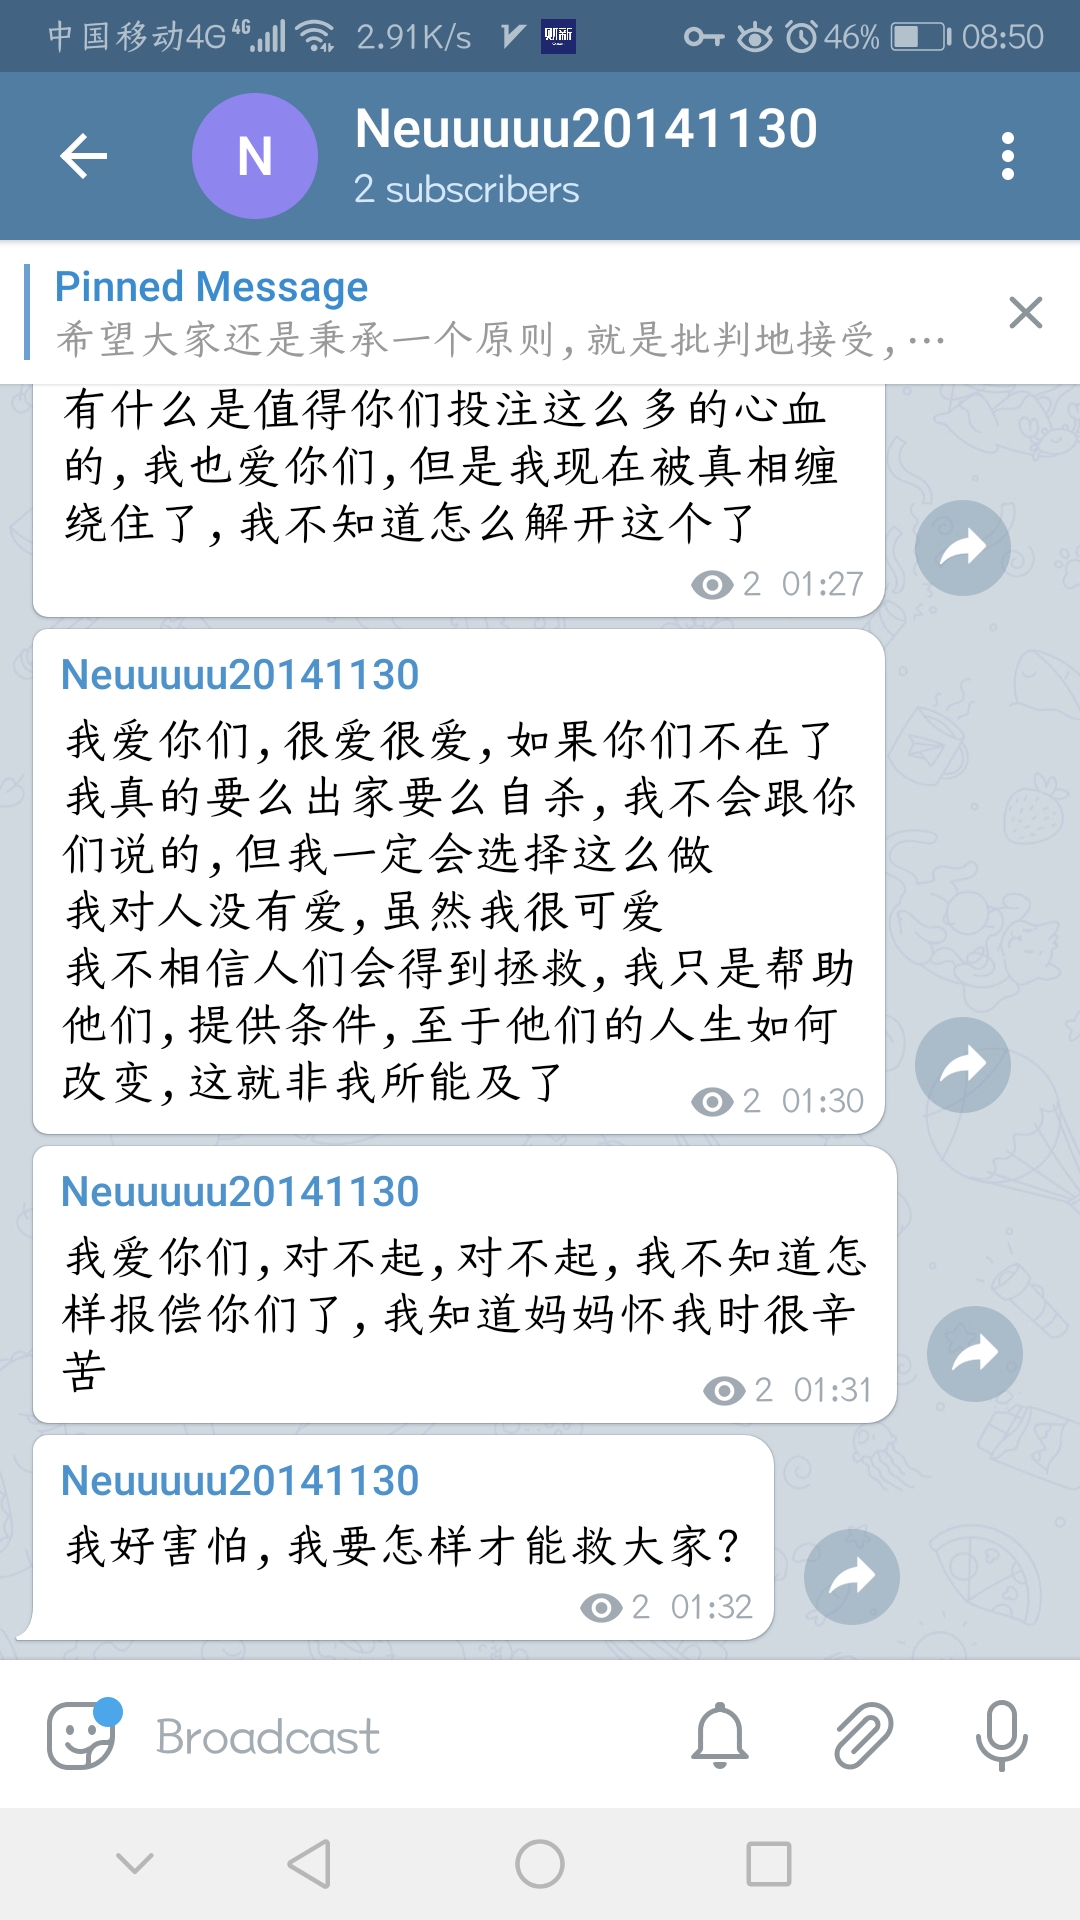 中国移动4G 4G 2.91K/s 财新 46% 08:50
N
Neuuuuu20141130
2 subscribers
Pinned Message
希望大家还是秉承一个原则,就是批判地接受,…
有什么是值得你们投注这么多的心血
的,我也爱你们,但是我现在被真相缠
绕住了,我不知道怎么解开这个了
2 01:27
Neuuuuu20141130
我爱你们,很爱很爱,如果你们不在了
我真的要么出家要么自杀,我不会跟你
们说的,但我一定会选择这么做
我对人没有爱,虽然我很可爱
我不相信人们会得到拯救,我只是帮助
他们,提供条件,至于他们的人生如何
改变,这就非我所能及了
2 01:30
Neuuuuu20141130
我爱你们,对不起,对不起,我不知道怎
样报偿你们了,我知道妈妈怀我时很辛
苦
2 01:31
Neuuuuu20141130
我好害怕,我要怎样才能救大家?
2 01:32
Broadcast